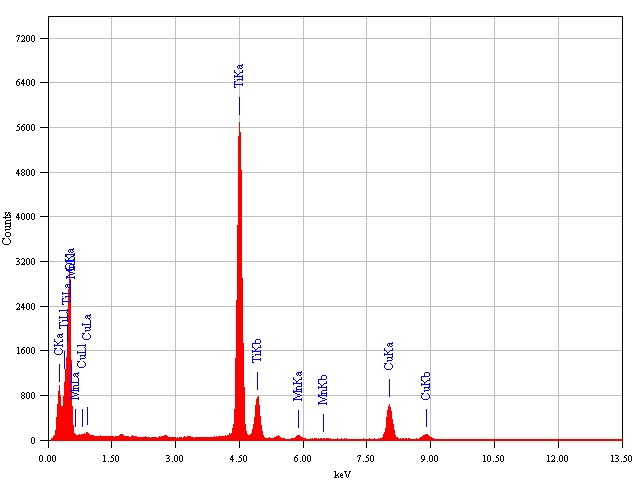 7200
6400
5600
4800
4000
3200
2400
1600
800
0
Counts
0.00 1.50 3.00 4.50 6.00 7.50 9.00 10.50 12.00 13.50
keV
CKa
TiLl
TiLa
MnLa
CuLl
CuLa
TiKa
TiKb
MnKa
MnKb
CuKa
CuKb